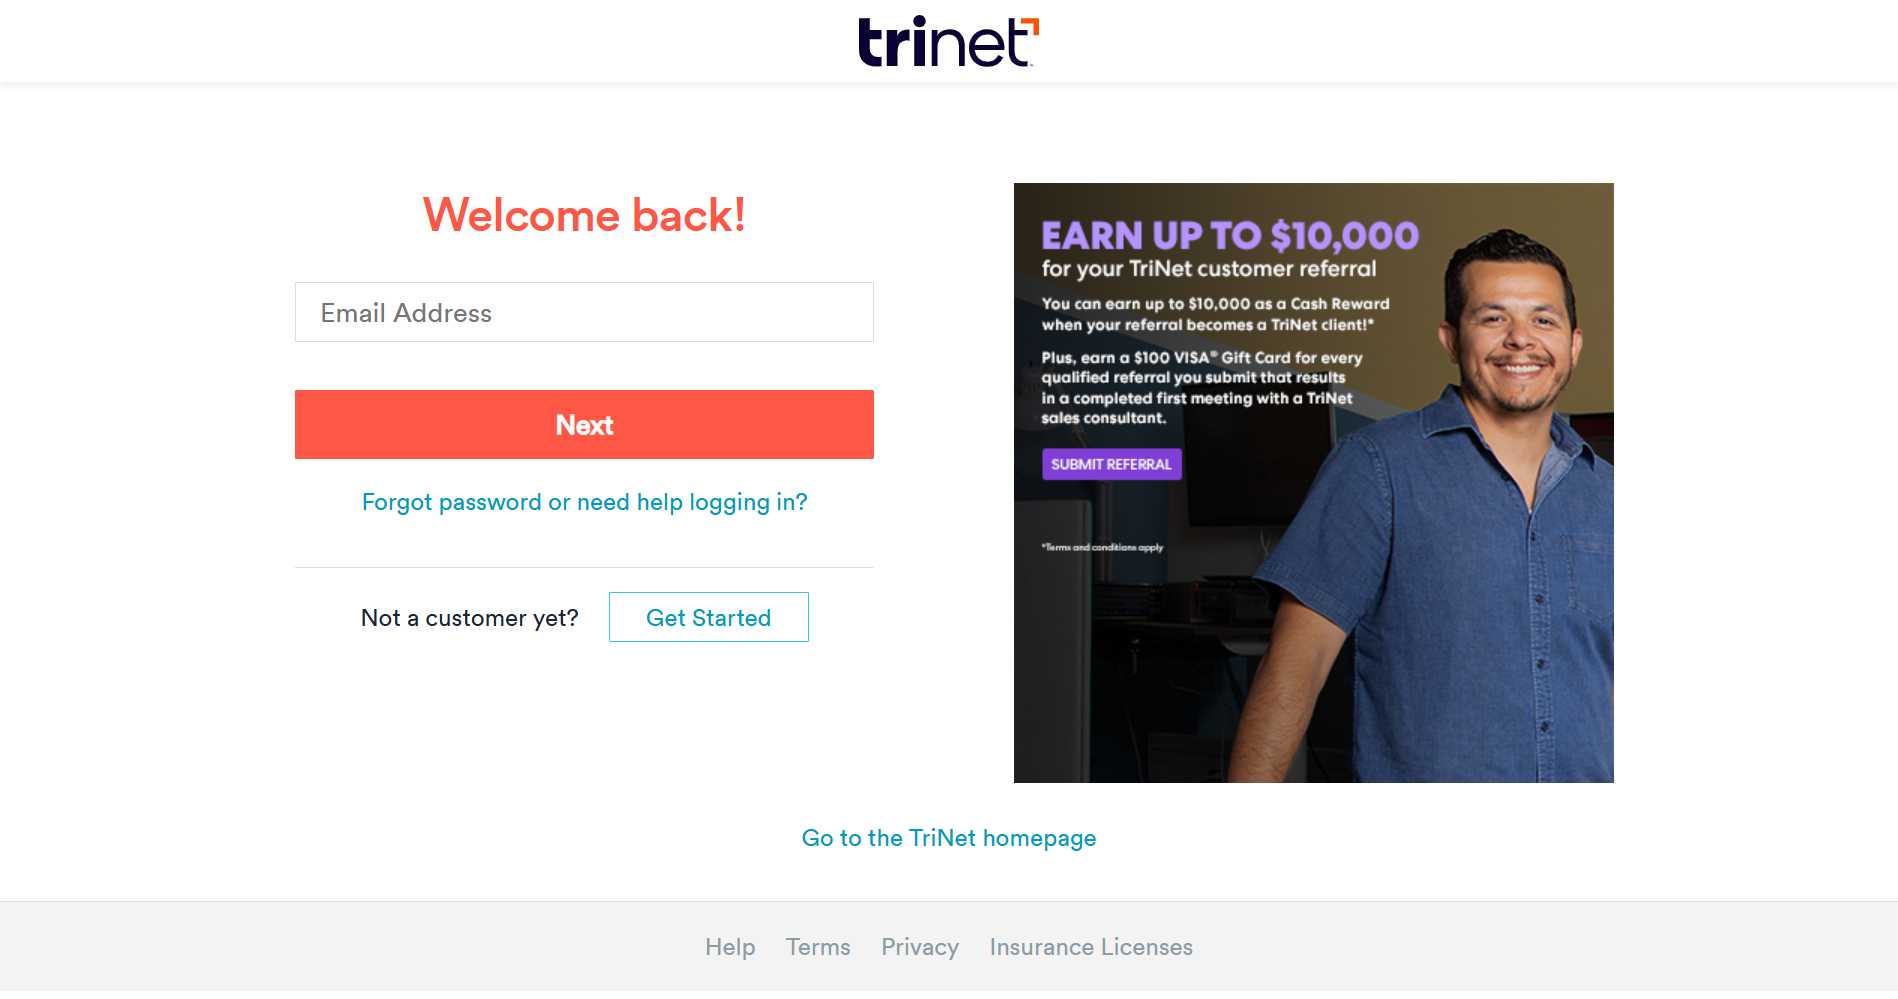 trinet
Welcome back!
Email Address
Next
Forgot password or need help logging in?
Not a customer yet?
Get Started
EARN UP TO $10,000
for your TriNet customer referral
You can earn up to $10,000 as a Cash Reward
when your referral becomes a TriNet client!*
Plus, earn a $100 VISA® Gift Card for every
qualified referral you submit that results
in a completed first meeting with a TriNet
sales consultant.
SUBMIT REFERRAL
*Terms and conditions apply
Go to the TriNet homepage
Help
Terms
Privacy
Insurance Licenses